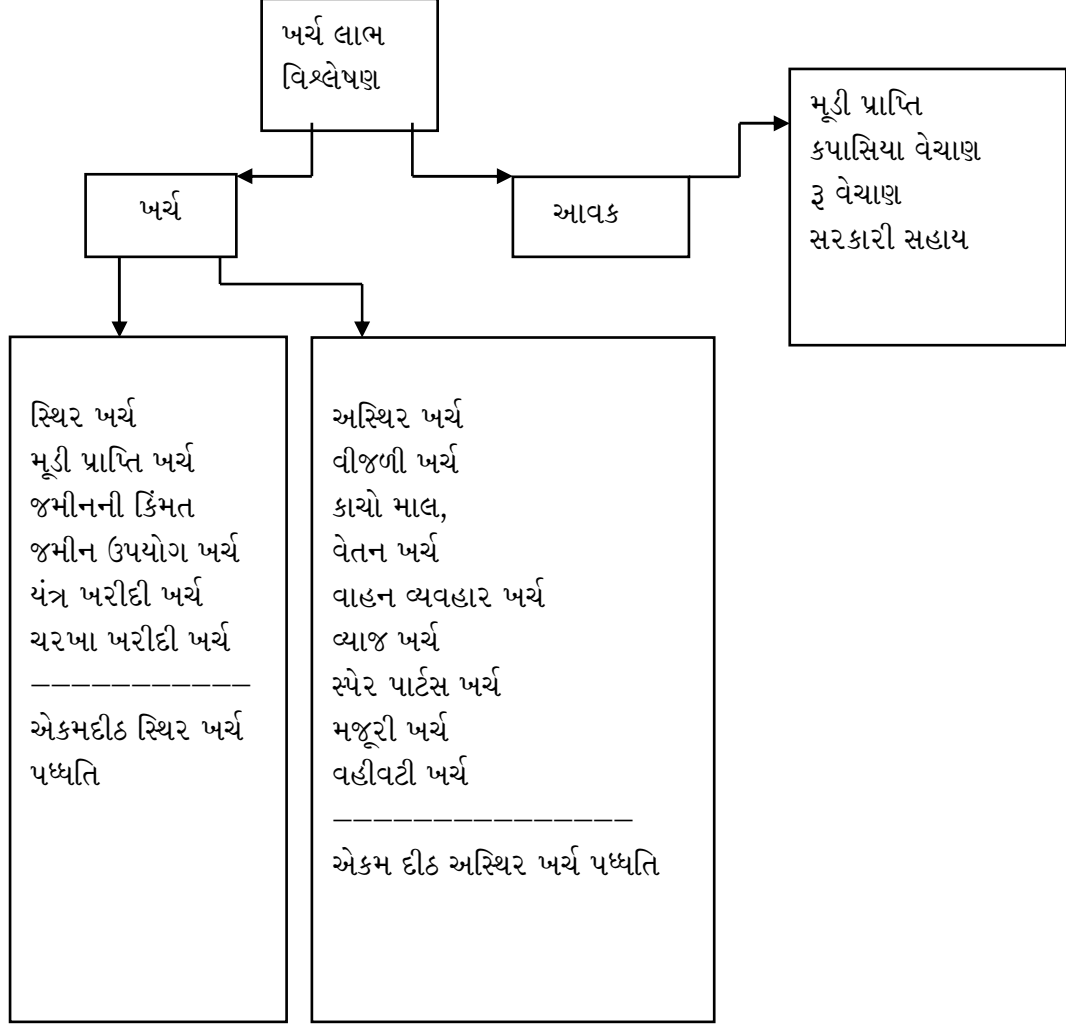 ખર્ચ લાભ
વિશ્લેષણ
ખર્ચ
આવક
મૂડી પ્રાપ્તિ
કપાસિયા વેચાણ
રૂ વેચાણ
સરકારી સહાય
સ્થિર ખર્ચ
મૂડી પ્રાપ્તિ ખર્ચ
જમીનની કિંમત
જમીન ઉપયોગ ખર્ચ
યંત્ર ખરીદી ખર્ચ
ચરખા ખરીદી ખર્ચ
–––––––––––
એકમદીઠ સ્થિર ખર્ચ
પધ્ધતિ
અસ્થિર ખર્ચ
વીજળી ખર્ચ
કાચો માલ,
વેતન ખર્ચ
વાહન વ્યવહાર ખર્ચ
વ્યાજ ખર્ચ
સ્પેર પાર્ટસ ખર્ચ
મજૂરી ખર્ચ
વહીવટી ખર્ચ
–––––––––––––––
એકમ દીઠ અસ્થિર ખર્ચ પધ્ધતિ